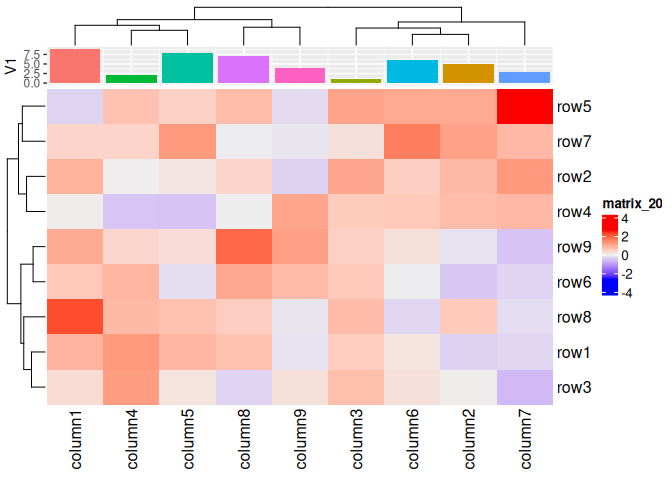 V1
7.5
5.0
2.5
0.0
row5
row7
row2
row4
row9
row6
row8
row1
row3
matrix_20
4
2
0
-2
-4
column1
column4
column5
column8
column9
column3
column6
column2
column7